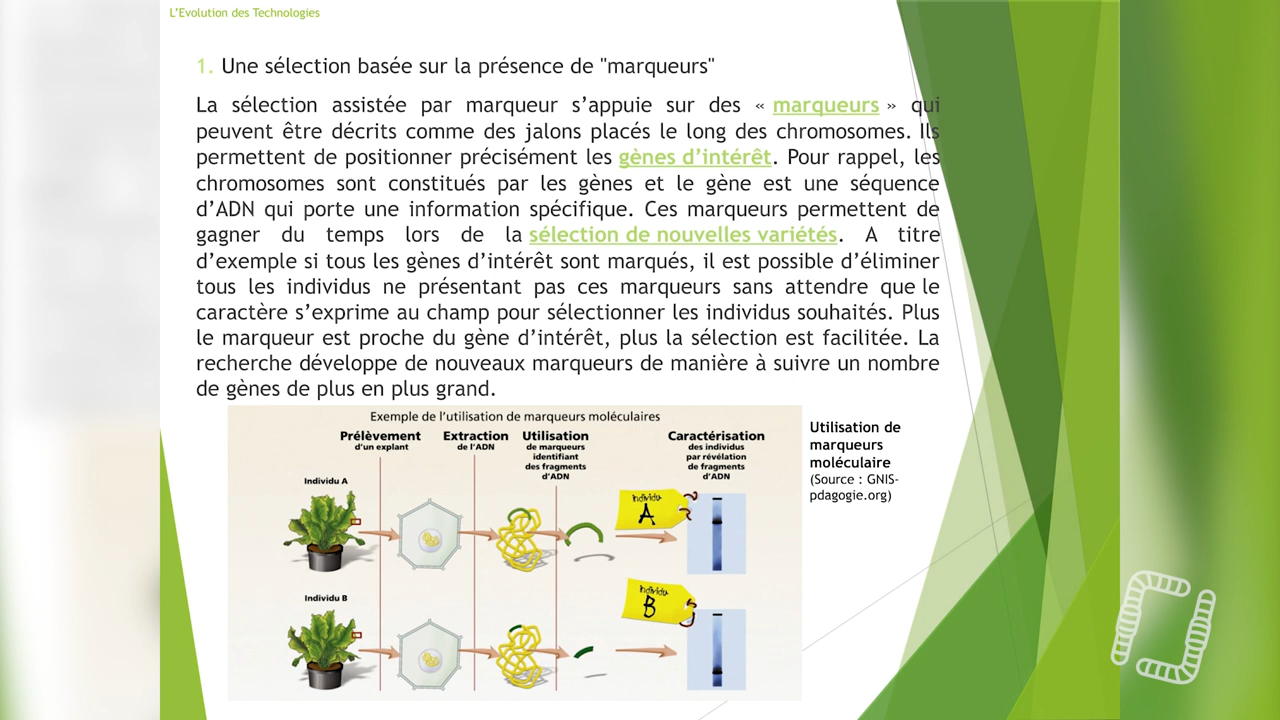 L’Evolution des Technologies
1. Une sélection basée sur la présence de "marqueurs"
La sélection assistée par marqueur s’appuie sur des « marqueurs » qui
peuvent être décrits comme des jalons placés le long des chromosomes. Ils
permettent de positionner précisément les gènes d’intérêt. Pour rappel, les
chromosomes sont constitués par les gènes et le gène est une séquence
d’ADN qui porte une information spécifique. Ces marqueurs permettent de
gagner du temps lors de la sélection de nouvelles variétés. A titre
d’exemple si tous les gènes d’intérêt sont marqués, il est possible d’éliminer
tous les individus ne présentant pas ces marqueurs sans attendre que le
caractère s’exprime au champ pour sélectionner les individus souhaités. Plus
le marqueur est proche du gène d’intérêt, plus la sélection est facilitée. La
recherche développe de nouveaux marqueurs de manière à suivre un nombre
de gènes de plus en plus grand.
Exemple de l’utilisation de marqueurs moléculaires
Prélèvement
d’un explant
Extraction
de l’ADN
Utilisation
de marqueurs
identifiant
des fragments
d’ADN
Caractérisation
des individus
par révélation
de fragments
d’ADN
Individu A
individu
A
Individu B
individu
B
Utilisation de
marqueurs
moléculaire
(Source : GNIS-
pdagogie.org)